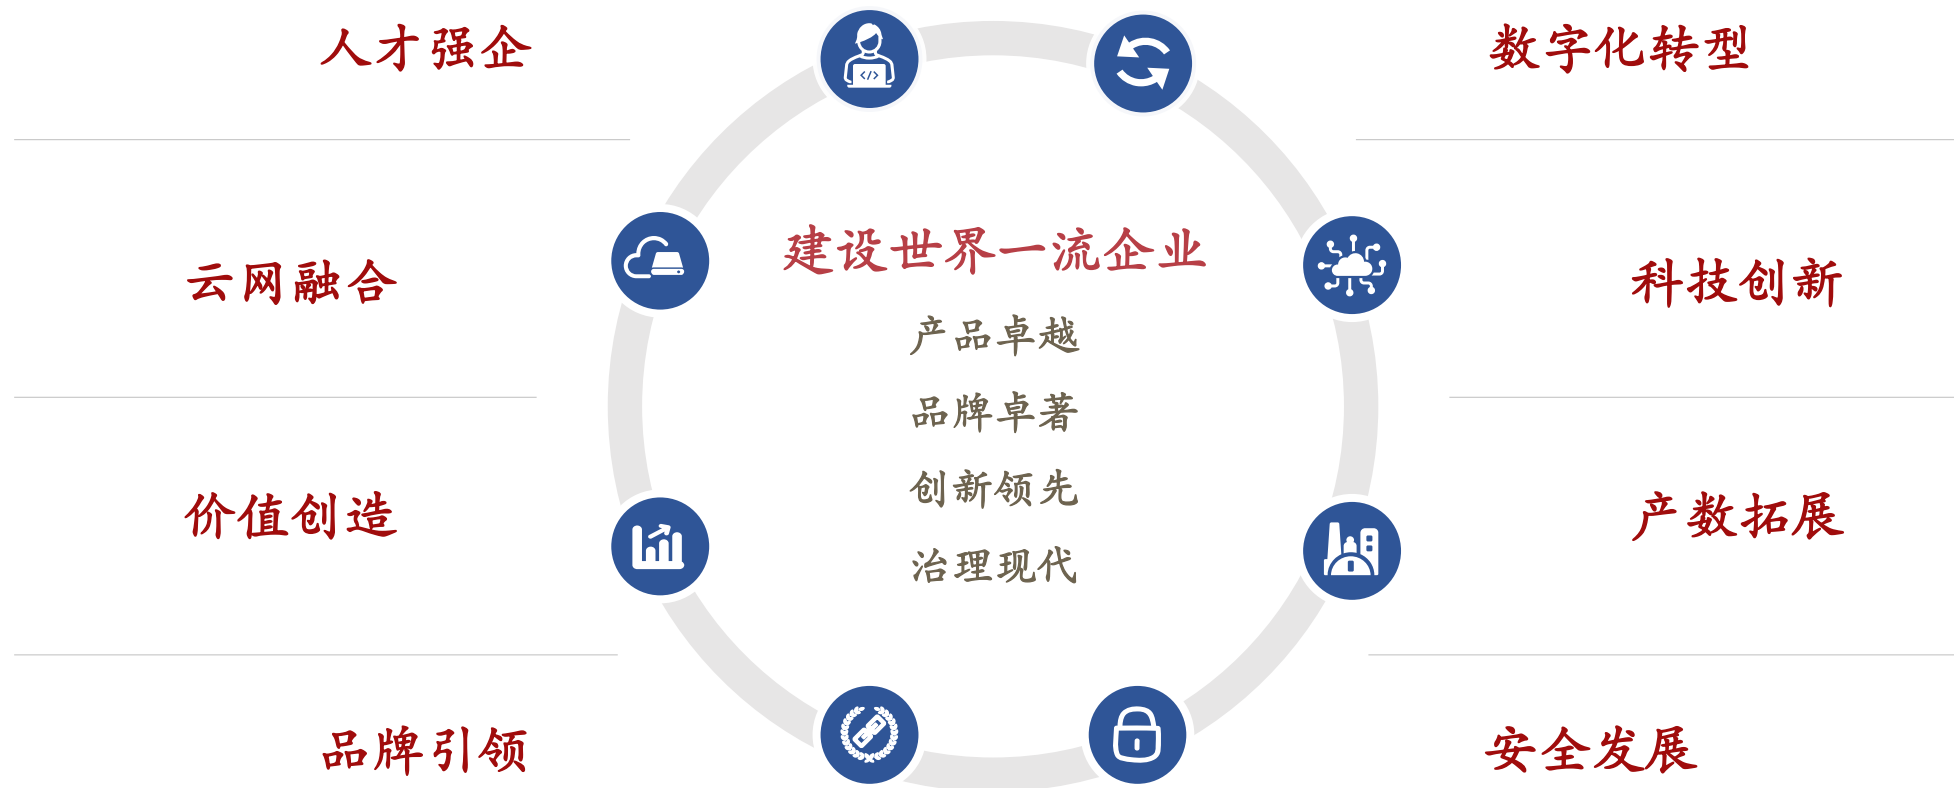 人才强企
数字化转型
建设世界一流企业
云网融合
科技创新
产品卓越
品牌卓著
创新领先
价值创造
产数拓展
治理现代
品牌引领
安全发展